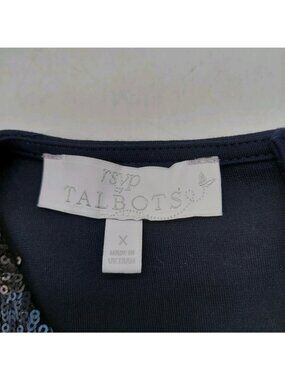 rsvp
by
TALBOTS
X
MADE IN
VIETNAM